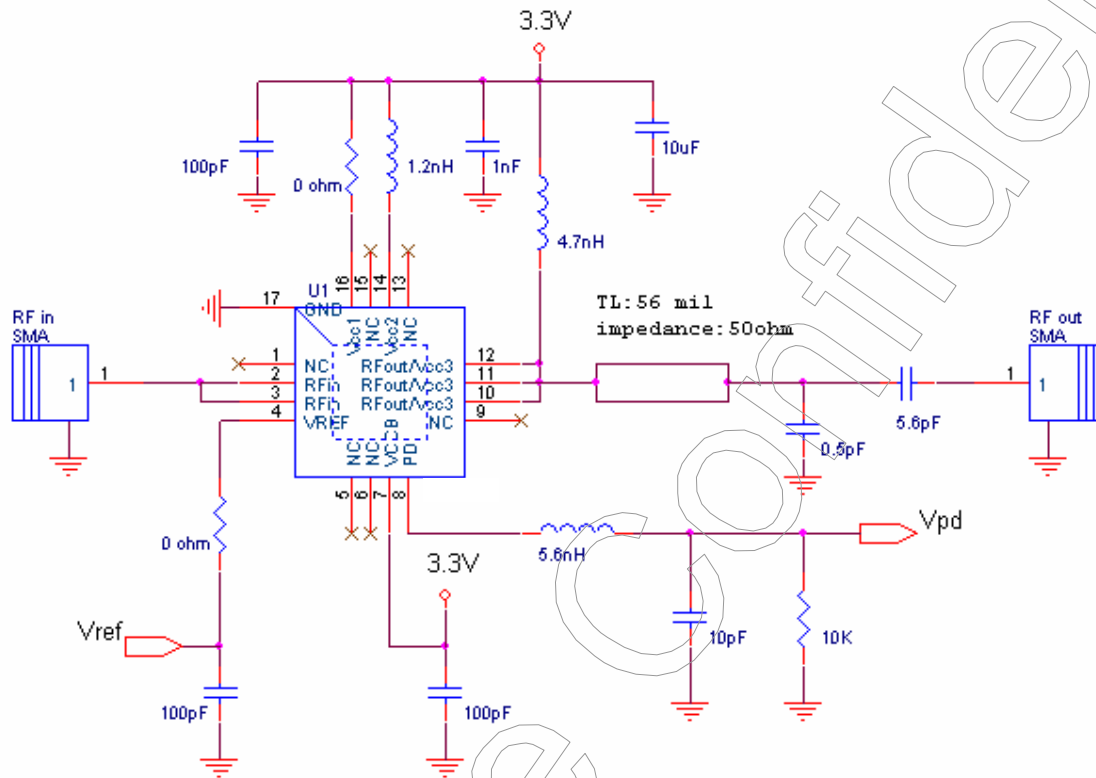 3.3V
100pF
0 ohm
1.2nH
1nF
10uF
4.7nH
16
15
14
13
U1
17
GND
Vcc1
NC
Vcc2
NC
RF in
SMA
1
1
TL:56 mil
impedance:50ohm
RF out
SMA
1
1
1
NC
2
RFin
3
RFin
4
VREF
RFout/Vcc3
12
RFout/Vcc3
11
RFout/Vcc3
10
NC
9
5.6pF
0.5pF
NC
NC
VCCB
PD
5
6
7
8
0 ohm
5.6nH
Vpd
3.3V
Vref
10pF
10K
100pF
100pF
Confide